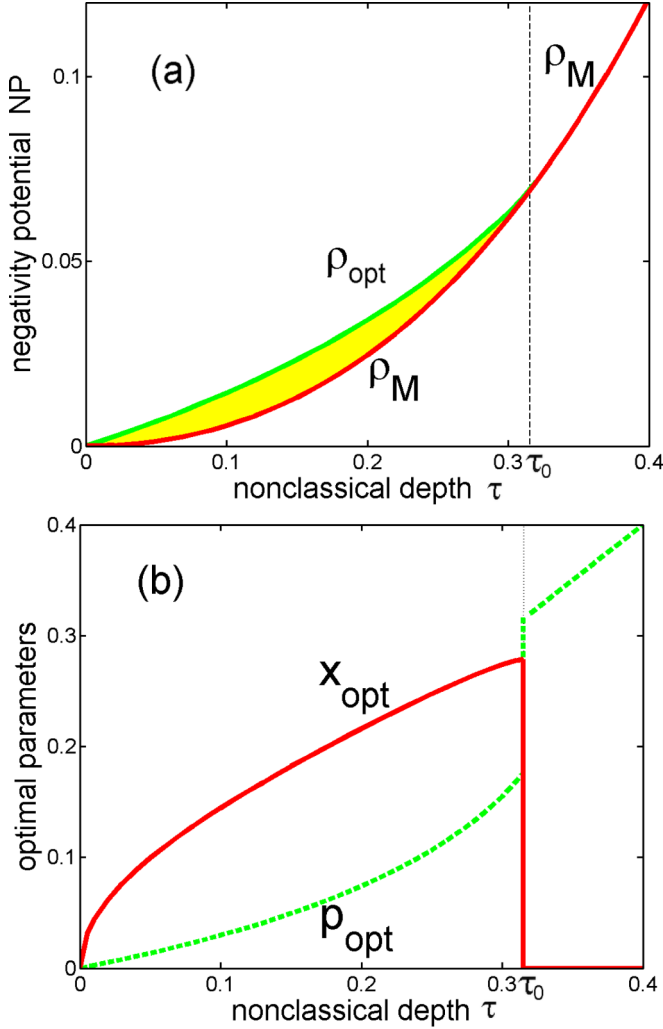 0.1
0.05
0
negativity potential NP
(a)
ρM
ρopt
ρM
0 0.1 0.2 0.3 τ0 0.4
nonclassical depth τ
0.4
0.3
0.2
0.1
0
optimal parameters
(b)
xopt
popt
0 0.1 0.2 0.3 τ0 0.4
nonclassical depth τ